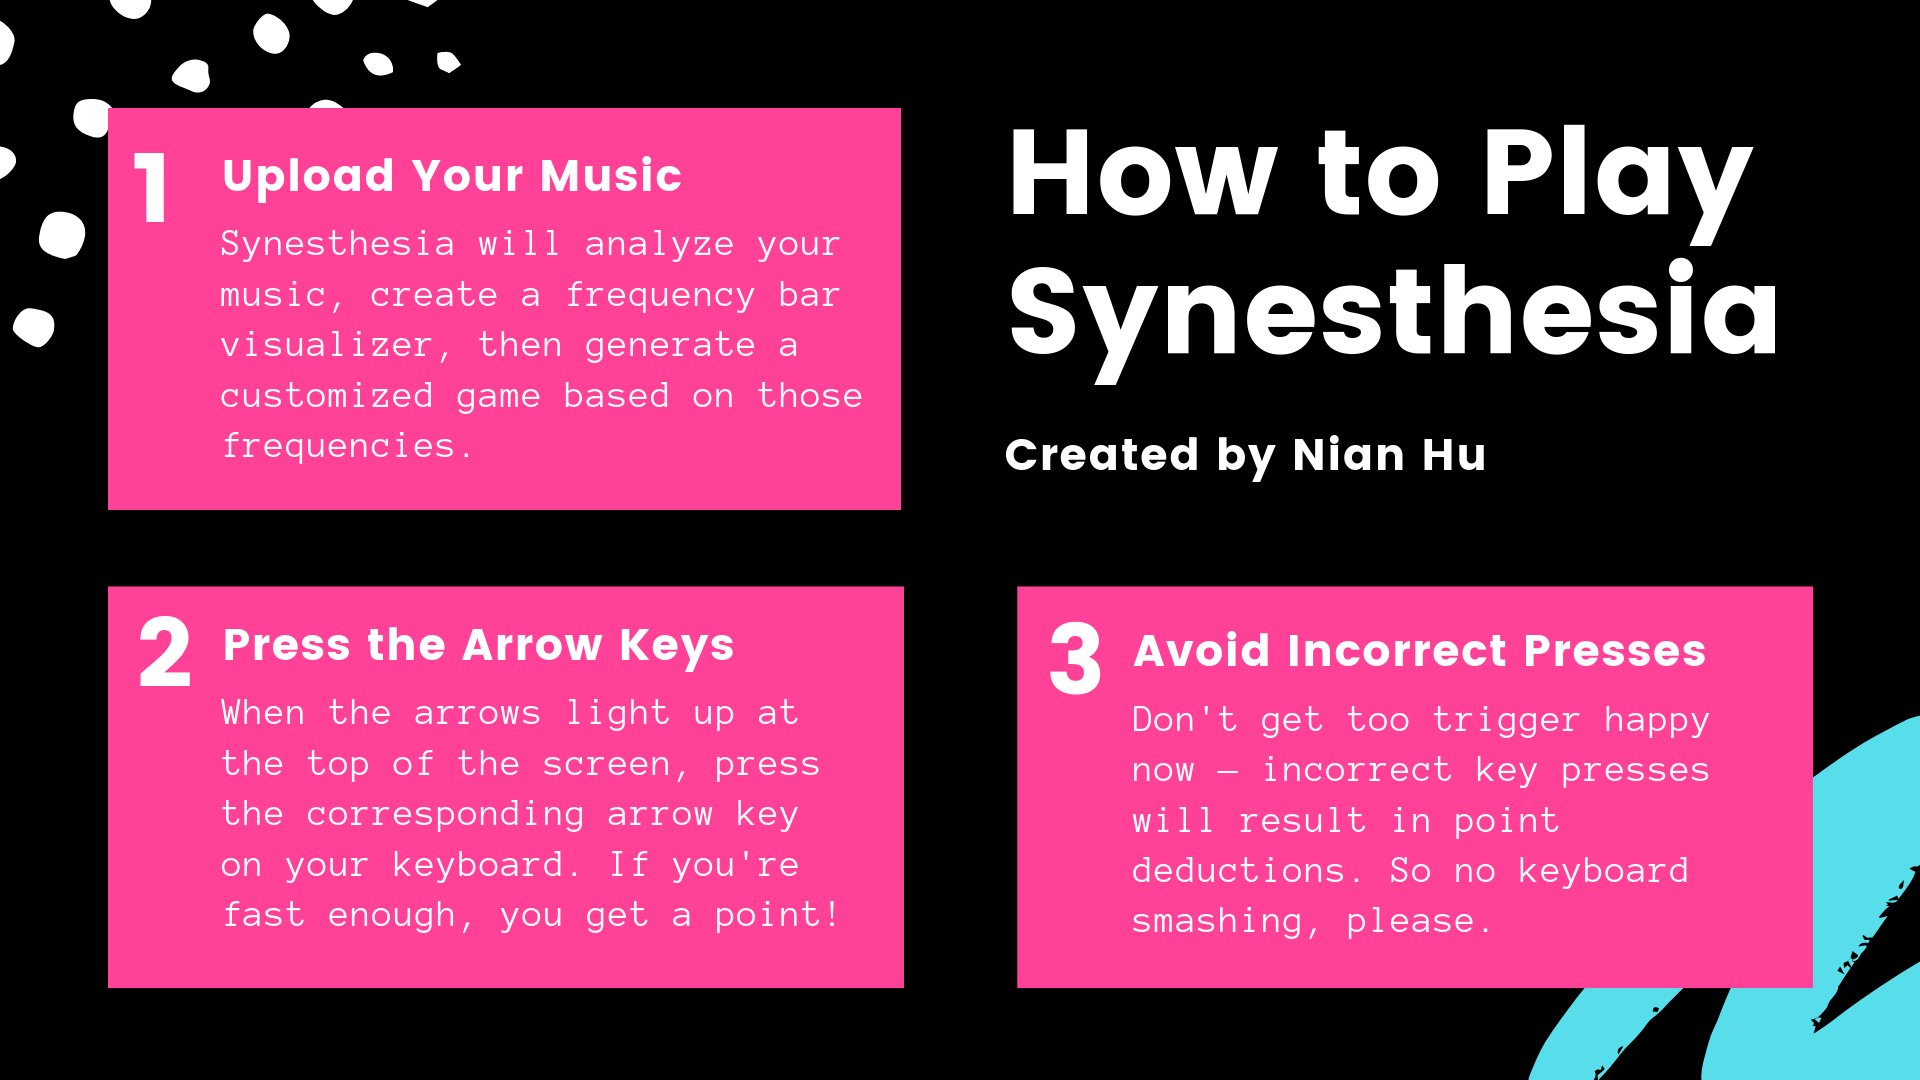 How to Play
Synesthesia
Created by Nian Hu
1
Upload Your Music
Synesthesia will analyze your
music, create a frequency bar
visualizer, then generate a
customized game based on those
frequencies.
2
Press the Arrow Keys
When the arrows light up at
the top of the screen, press
the corresponding arrow key
on your keyboard. If you're
fast enough, you get a point!
3
Avoid Incorrect Presses
Don't get too trigger happy
now — incorrect key presses
will result in point
deductions. So no keyboard
smashing, please.